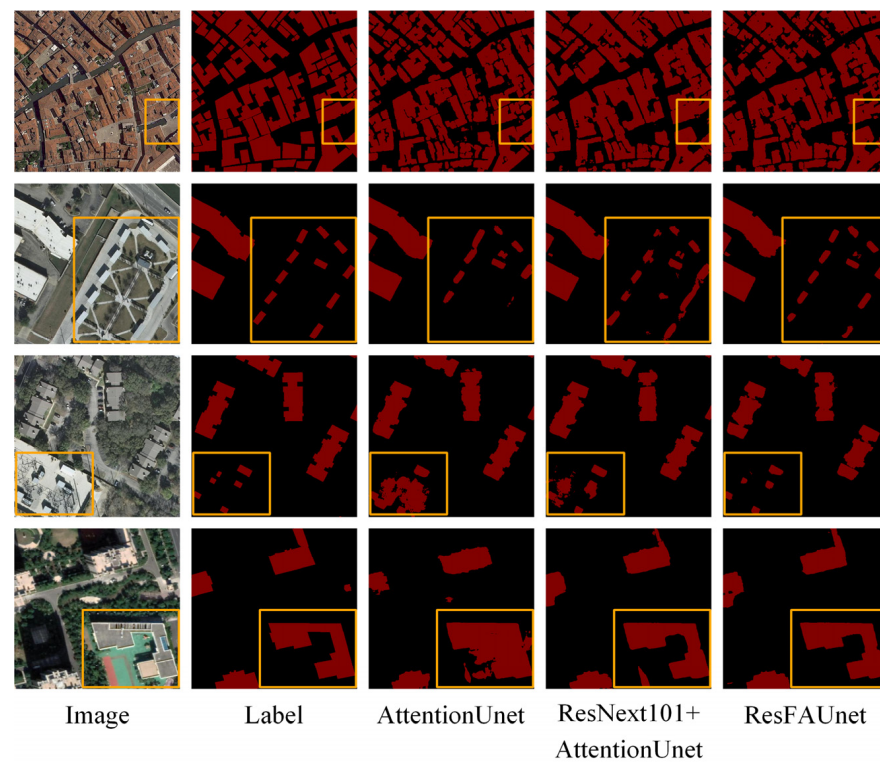 Image
Label
AttentionUnet
ResNext101+
AttentionUnet
ResFAUnet